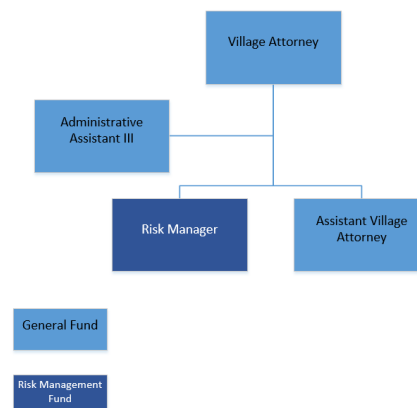 Village Attorney
Administrative
Assistant III
Risk Manager
Assistant Village
Attorney
General Fund
Risk Management
Fund